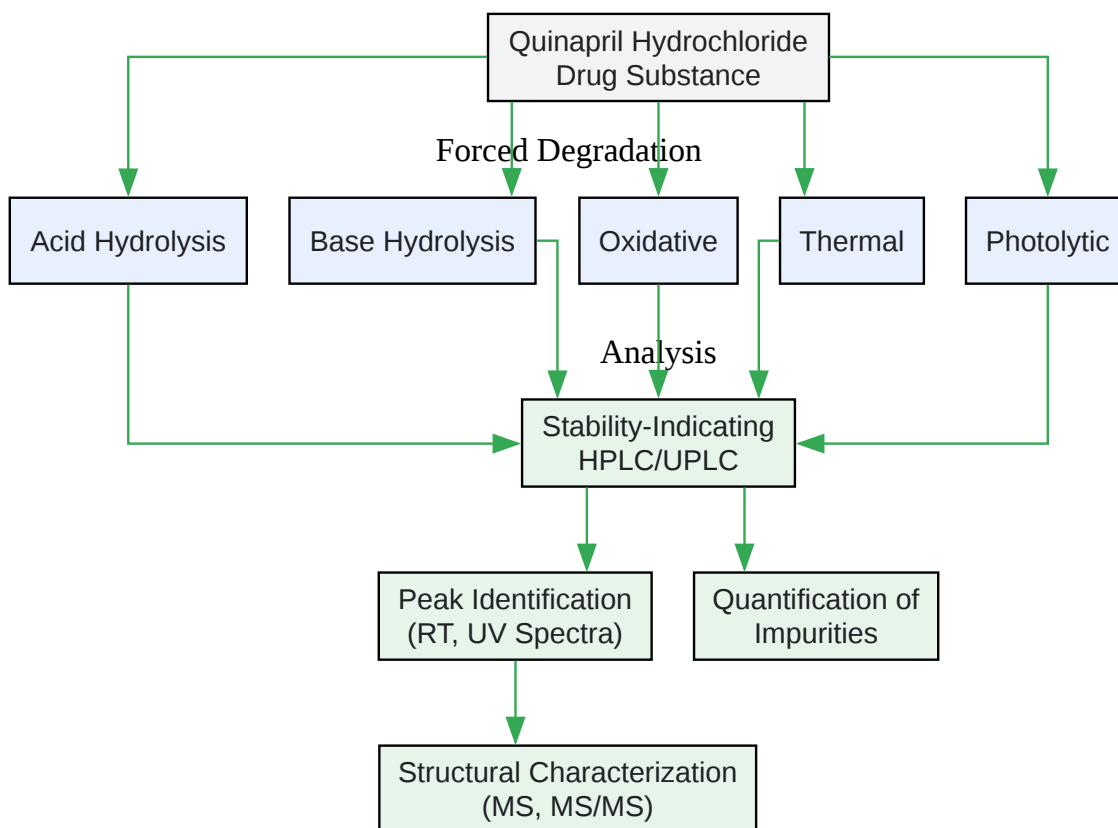 Quinapril Hydrochloride
Drug Substance
Forced Degradation
Acid Hydrolysis
Base Hydrolysis
Oxidative
Thermal
Photolytic
Analysis
Stability-Indicating
HPLC/UPLC
Peak Identification
(RT, UV Spectra)
Quantification of
Impurities
Structural Characterization
(MS, MS/MS)